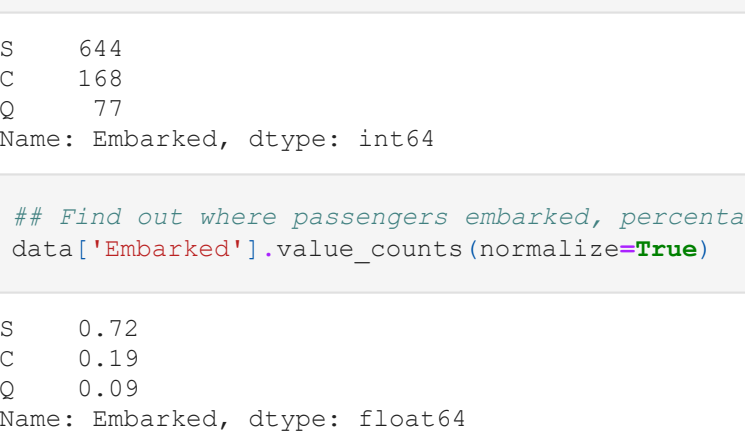 S     644
C     168
Q      77
Name: Embarked, dtype: int64
## Find out where passengers embarked, percenta
data['Embarked'].value_counts(normalize=True)
S     0.72
C     0.19
Q     0.09
Name: Embarked, dtype: float64